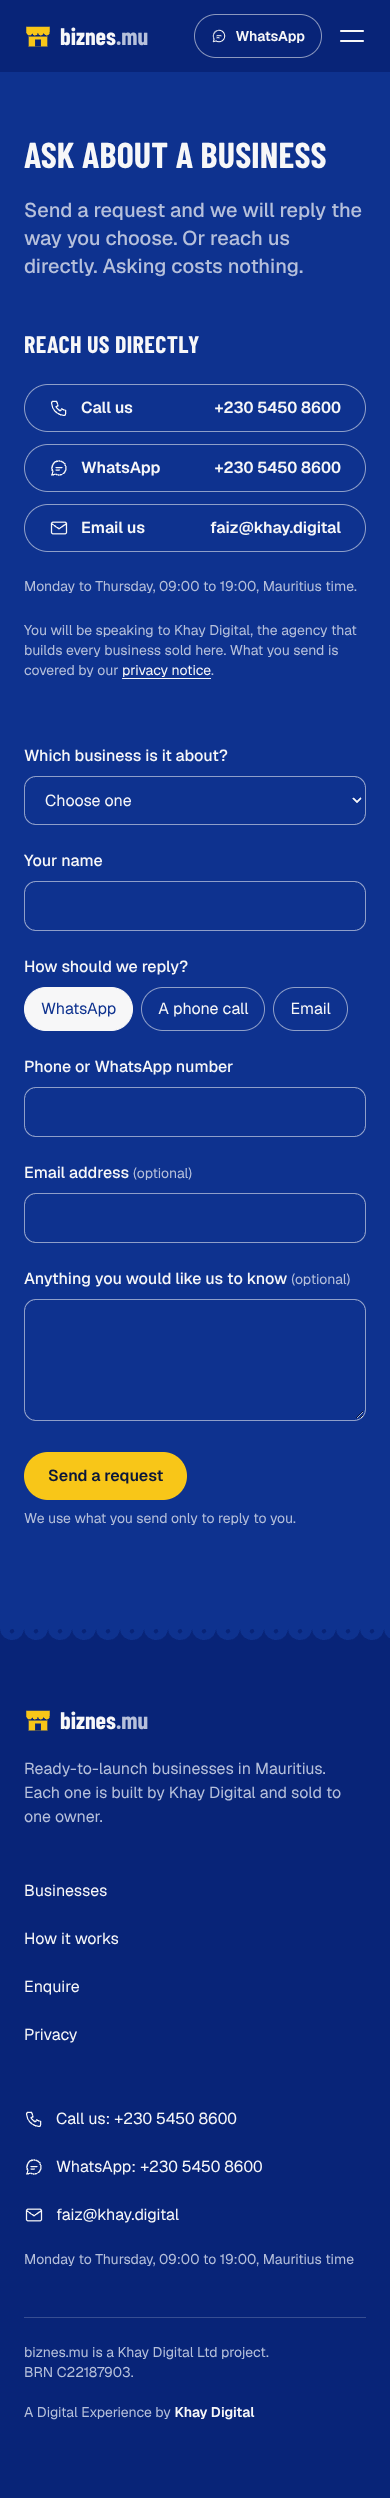 biznes.mu
WhatsApp
ASK ABOUT A BUSINESS
Send a request and we will reply the
way you choose. Or reach us
directly. Asking costs nothing.
REACH US DIRECTLY
Call us +230 5450 8600
WhatsApp +230 5450 8600
Email us faiz@khay.digital
Monday to Thursday, 09:00 to 19:00, Mauritius time.
You will be speaking to Khay Digital, the agency that
builds every business sold here. What you send is
covered by our privacy notice.
Which business is it about?
Choose one
Your name
How should we reply?
WhatsApp A phone call Email
Phone or WhatsApp number
Email address (optional)
Anything you would like us to know (optional)
Send a request
We use what you send only to reply to you.
biznes.mu
Ready-to-launch businesses in Mauritius.
Each one is built by Khay Digital and sold to
one owner.
Businesses
How it works
Enquire
Privacy
Call us: +230 5450 8600
WhatsApp: +230 5450 8600
faiz@khay.digital
Monday to Thursday, 09:00 to 19:00, Mauritius time
biznes.mu is a Khay Digital Ltd project.
BRN C22187903.
A Digital Experience by Khay Digital